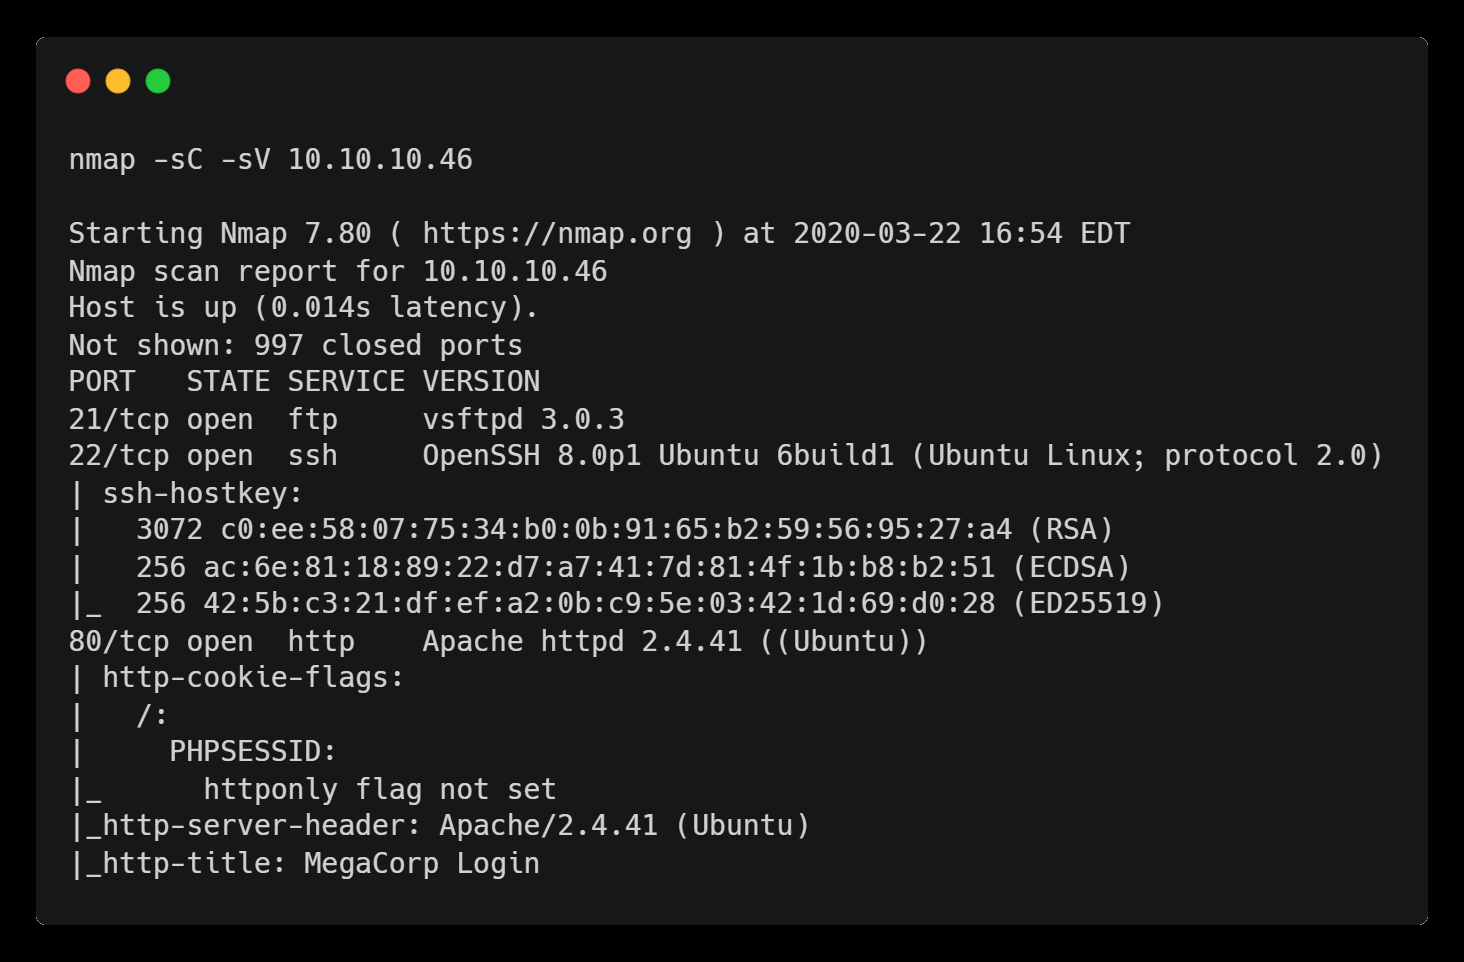 nmap -sC -sV 10.10.10.46
Starting Nmap 7.80 ( https://nmap.org ) at 2020-03-22 16:54 EDT
Nmap scan report for 10.10.10.46
Host is up (0.014s latency).
Not shown: 997 closed ports
PORT   STATE SERVICE VERSION
21/tcp open  ftp     vsftpd 3.0.3
22/tcp open  ssh     OpenSSH 8.0p1 Ubuntu 6build1 (Ubuntu Linux; protocol 2.0)
| ssh-hostkey:
|   3072 c0:ee:58:07:75:34:b0:0b:91:65:b2:59:56:95:27:a4 (RSA)
|   256 ac:6e:81:18:89:22:d7:a7:41:7d:81:4f:1b:b8:b2:51 (ECDSA)
|_  256 42:5b:c3:21:df:ef:a2:0b:c9:5e:03:42:1d:69:d0:28 (ED25519)
80/tcp open  http    Apache httpd 2.4.41 ((Ubuntu))
| http-cookie-flags:
|   /:
|     PHPSESSID:
|_      httponly flag not set
|_http-server-header: Apache/2.4.41 (Ubuntu)
|_http-title: MegaCorp Login